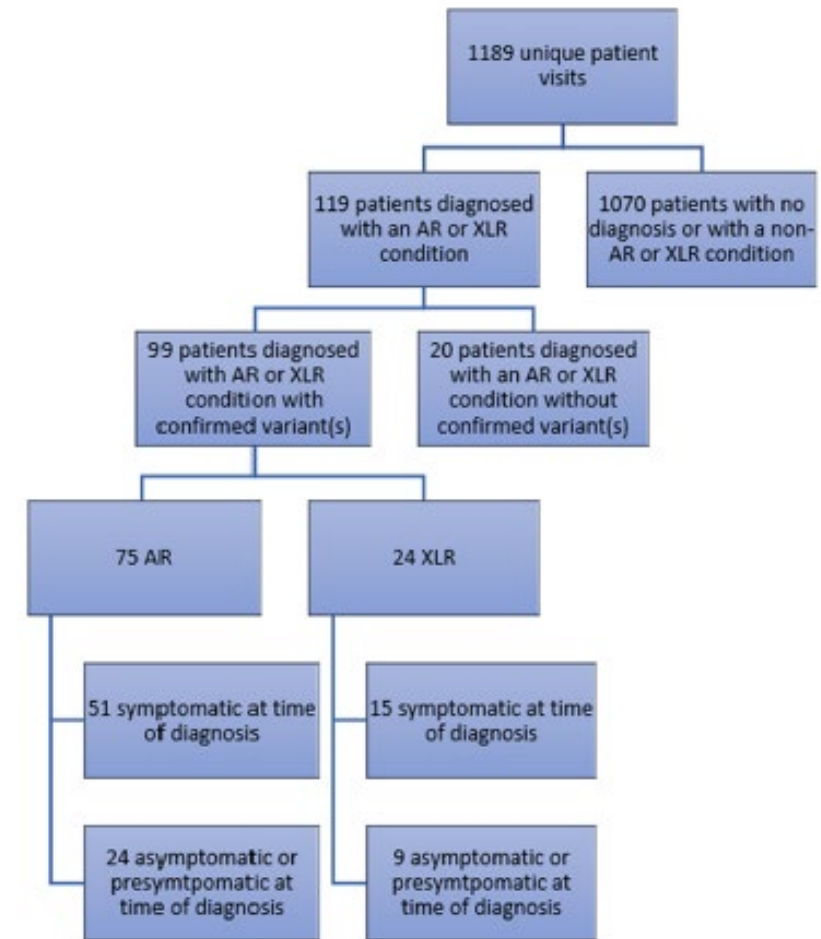 1189 unique patient
visits
119 patients diagnosed
with an AR or XLR
condition
1070 patients with no
diagnosis or with a non-
AR or XLR condition
99 patients diagnosed
with AR or XLR
condition with
confirmed variant(s)
20 patients diagnosed
with an AR or XLR
condition without
confirmed variant(s)
75 AR
24 XLR
51 symptomatic at time
of diagnosis
15 symptomatic at time
of diagnosis
24 asymptomatic or
presymtpomatic at
time of diagnosis
9 asymptomatic or
presymtpomatic at
time of diagnosis